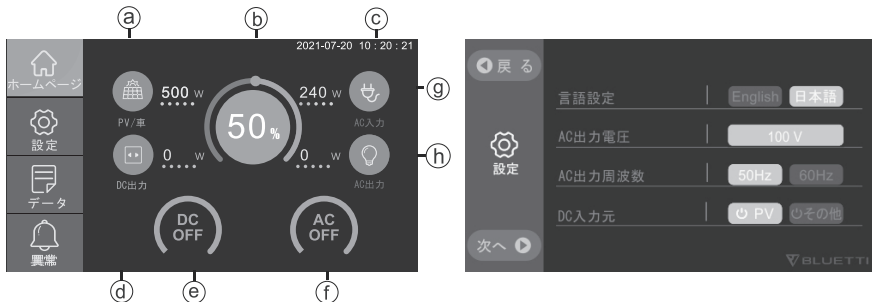 ⓐ ⓑ ⓒ
2021-07-20 10 : 20 : 21
ホームページ
設定
データ
異常
500 W
PV/車
0 W
DC出力
50%
240 W
AC入力
0 W
AC出力
DC
OFF
AC
OFF
ⓖ
ⓗ
ⓓ ⓔ ⓕ
戻る
設定
次へ
言語設定 English 日本語
AC出力電圧 100 V
AC出力周波数 50Hz 60Hz
DC入力元 PV その他
BLUETTI